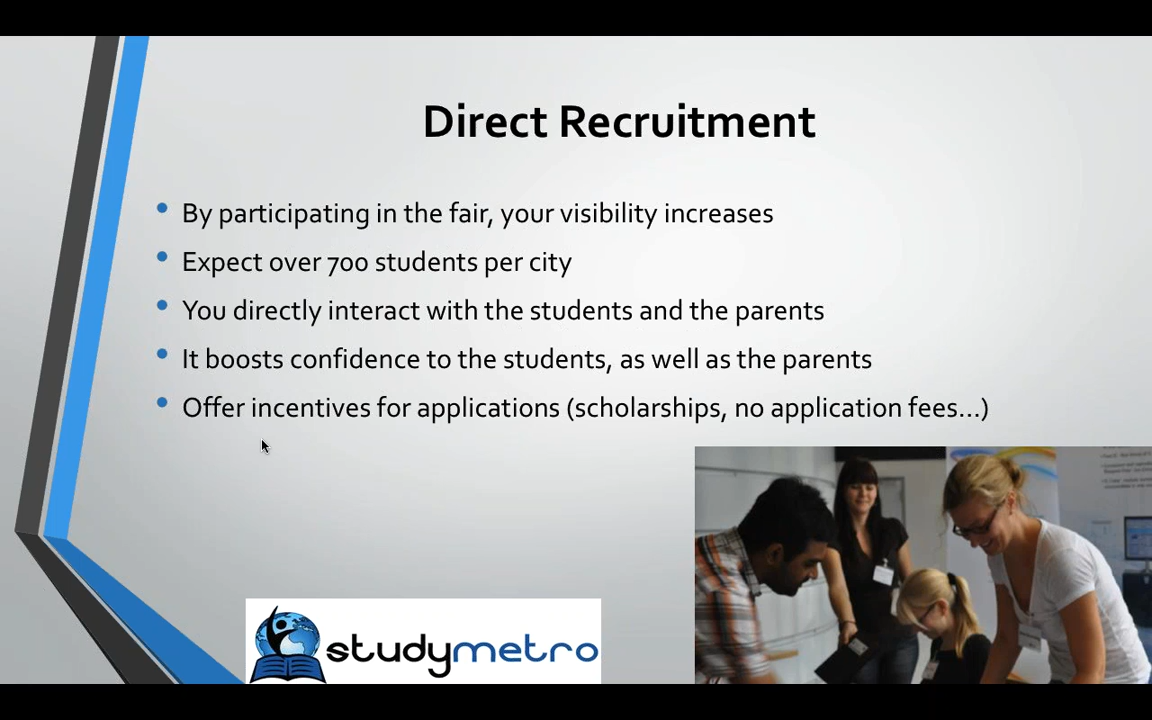 Direct Recruitment
• By participating in the fair, your visibility increases
• Expect over 700 students per city
• You directly interact with the students and the parents
• It boosts confidence to the students, as well as the parents
• Offer incentives for applications (scholarships, no application fees...)
studymetro